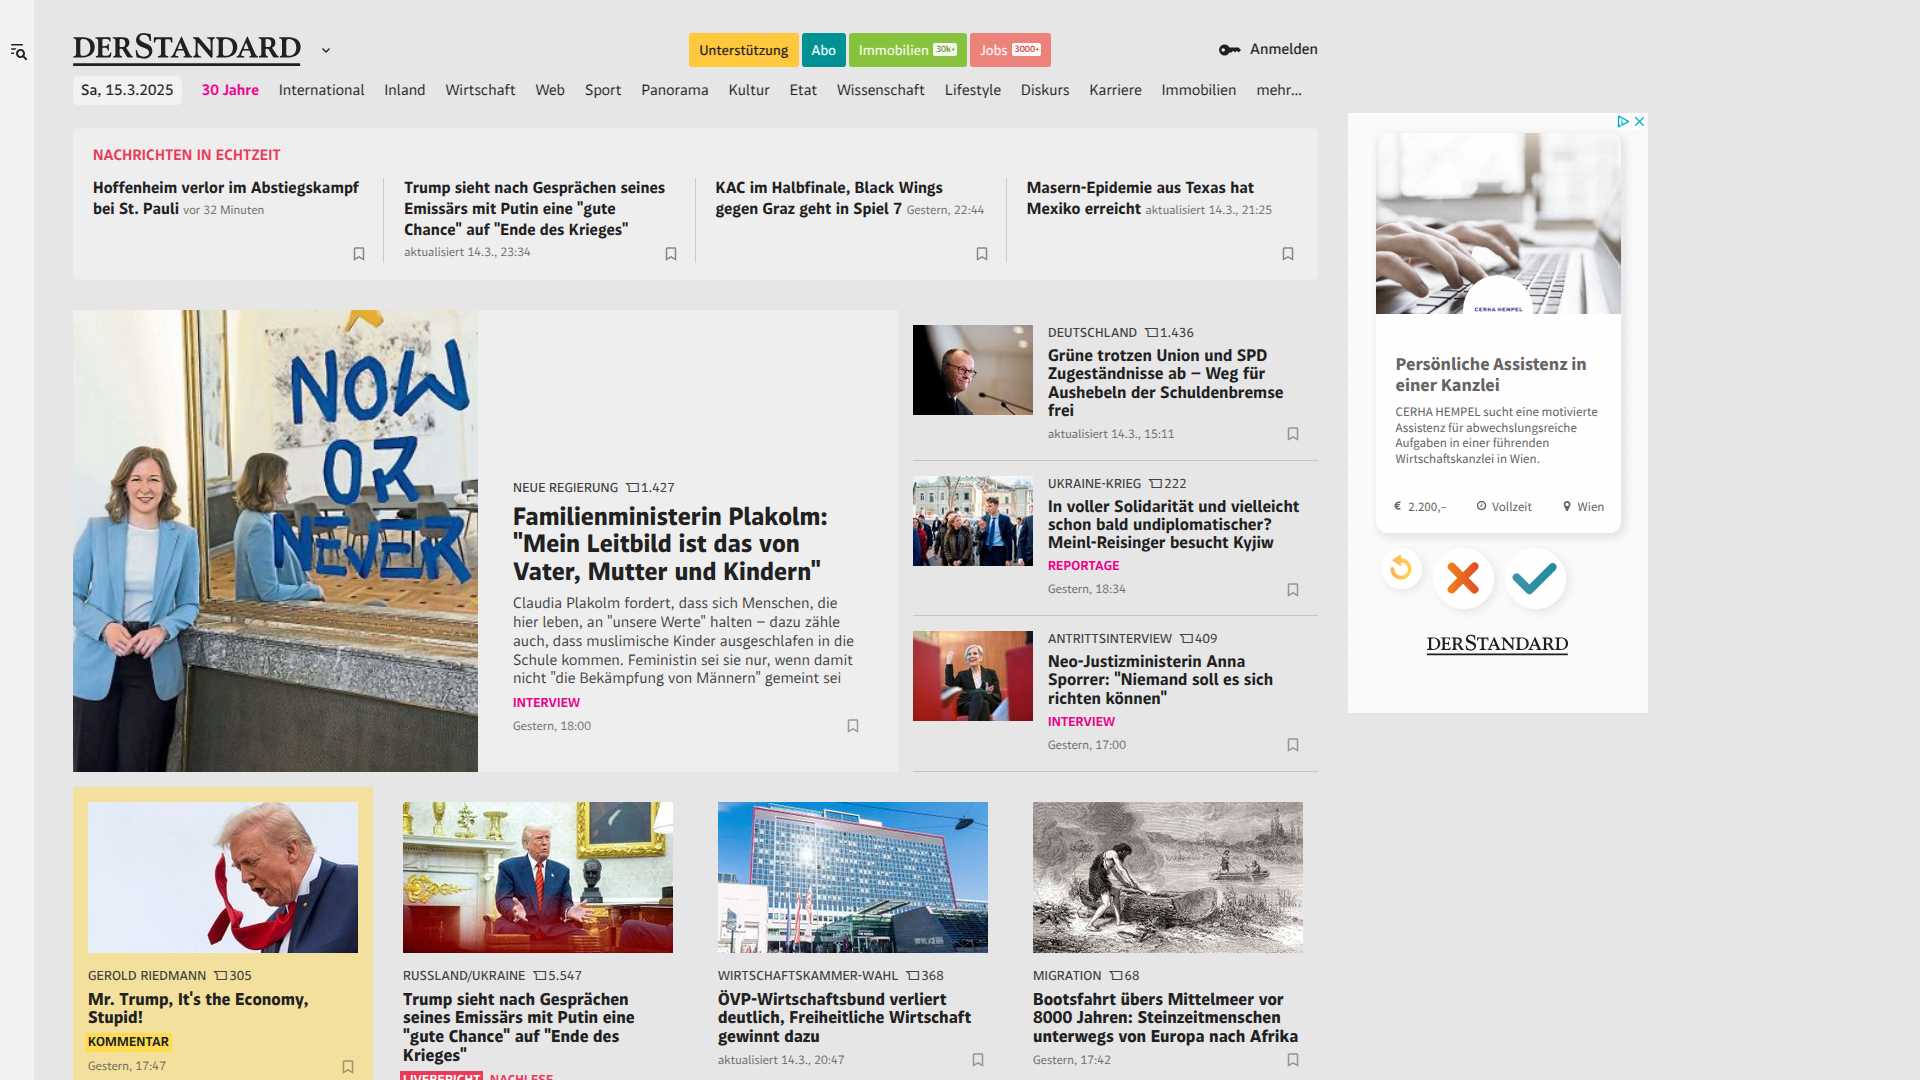 DERSTANDARD
Unterstützung
Abo
Immobilien 30k+
Jobs 3000+
Anmelden
Sa, 15.3.2025
30 Jahre
International
Inland
Wirtschaft
Web
Sport
Panorama
Kultur
Etat
Wissenschaft
Lifestyle
Diskurs
Karriere
Immobilien
mehr...
NACHRICHTEN IN ECHTZEIT
Hoffenheim verlor im Abstiegskampf
bei St. Pauli vor 32 Minuten
Trump sieht nach Gesprächen seines
Emissärs mit Putin eine "gute
Chance" auf "Ende des Krieges"
aktualisiert 14.3., 23:34
KAC im Halbfinale, Black Wings
gegen Graz geht in Spiel 7 Gestern, 22:44
Masern-Epidemie aus Texas hat
Mexiko erreicht aktualisiert 14.3., 21:25
NOW
OR
NEVER
NEUE REGIERUNG 1.427
Familienministerin Plakolm:
"Mein Leitbild ist das von
Vater, Mutter und Kindern"
Claudia Plakolm fordert, dass sich Menschen, die
hier leben, an "unsere Werte" halten – dazu zähle
auch, dass muslimische Kinder ausgeschlafen in die
Schule kommen. Feministin sei sie nur, wenn damit
nicht "die Bekämpfung von Männern" gemeint sei
INTERVIEW
Gestern, 18:00
DEUTSCHLAND 1.436
Grüne trotzen Union und SPD
Zugeständnisse ab – Weg für
Aushebeln der Schuldenbremse
frei
aktualisiert 14.3., 15:11
UKRAINE-KRIEG 222
In voller Solidarität und vielleicht
schon bald undiplomatischer?
Meinl-Reisinger besucht Kyjiw
REPORTAGE
Gestern, 18:34
ANTRITTSINTERVIEW 409
Neo-Justizministerin Anna
Sporrer: "Niemand soll es sich
richten können"
INTERVIEW
Gestern, 17:00
CERHA HEMPEL
Persönliche Assistenz in
einer Kanzlei
CERHA HEMPEL sucht eine motivierte
Assistenz für abwechslungsreiche
Aufgaben in einer führenden
Wirtschaftskanzlei in Wien.
€ 2.200,–
Vollzeit
Wien
DERSTANDARD
GEROLD RIEDMANN 305
Mr. Trump, It's the Economy,
Stupid!
KOMMENTAR
Gestern, 17:47
RUSSLAND/UKRAINE 5.547
Trump sieht nach Gesprächen
seines Emissärs mit Putin eine
"gute Chance" auf "Ende des
Krieges"
LIVEBERICHT NACHLESE
WIRTSCHAFTSKAMMER-WAHL 368
ÖVP-Wirtschaftsbund verliert
deutlich, Freiheitliche Wirtschaft
gewinnt dazu
aktualisiert 14.3., 20:47
MIGRATION 68
Bootsfahrt übers Mittelmeer vor
8000 Jahren: Steinzeitmenschen
unterwegs von Europa nach Afrika
Gestern, 17:42